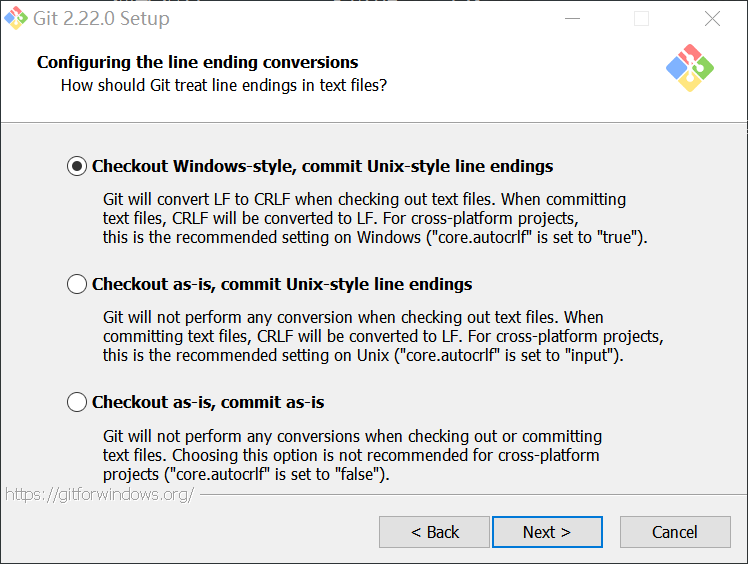 Git 2.22.0 Setup
Configuring the line ending conversions
How should Git treat line endings in text files?
Checkout Windows-style, commit Unix-style line endings
Git will convert LF to CRLF when checking out text files. When committing
text files, CRLF will be converted to LF. For cross-platform projects,
this is the recommended setting on Windows ("core.autocrlf" is set to "true").
Checkout as-is, commit Unix-style line endings
Git will not perform any conversion when checking out text files. When
committing text files, CRLF will be converted to LF. For cross-platform projects,
this is the recommended setting on Unix ("core.autocrlf" is set to "input").
Checkout as-is, commit as-is
Git will not perform any conversions when checking out or committing
text files. Choosing this option is not recommended for cross-platform
projects ("core.autocrlf" is set to "false").
https://gitforwindows.org/
< Back
Next >
Cancel